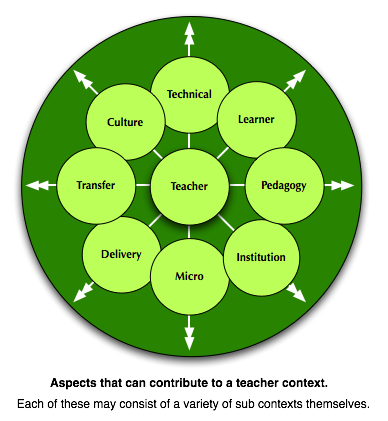 Technical
Culture
Learner
Transfer
Teacher
Pedagogy
Delivery
Institution
Micro
Aspects that can contribute to a teacher context.
Each of these may consist of a variety of sub contexts themselves.